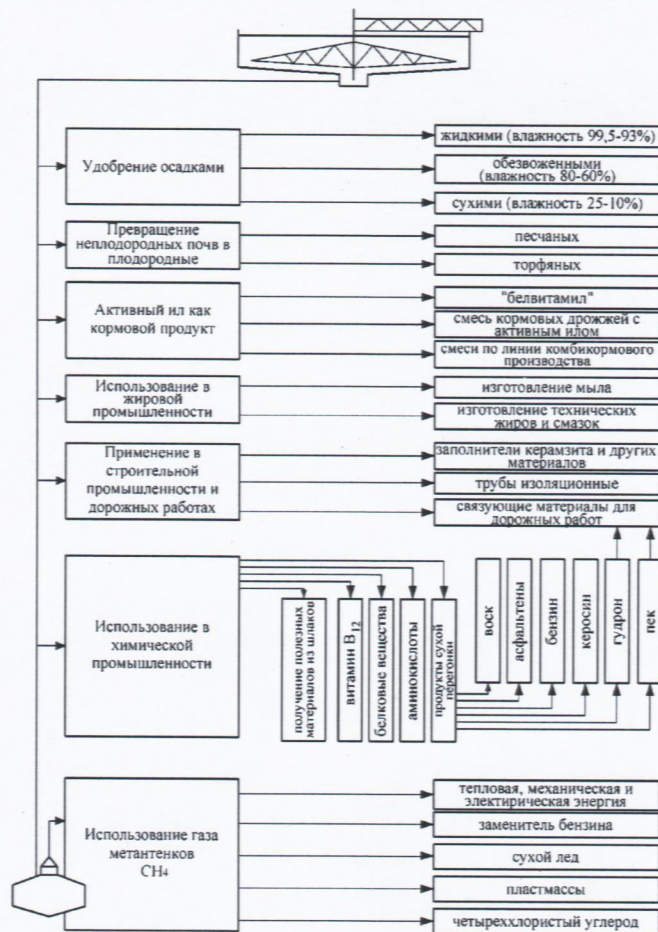 Удобрение осадками
жидкими (влажность 99,5-93%)
обезвоженными
(влажность 80-60%)
сухими (влажность 25-10%)
Превращение
неплодородных почв в
плодородные
песчаных
торфяных
Активный ил как
кормовой продукт
"белвитамил"
смесь кормовых дрожжей с
активным илом
смеси по линии комбикормового
производства
Использование в
жировой
промышленности
изготовление мыла
изготовление технических
жиров и смазок
Применение в
строительной
промышленности и
дорожных работах
заполнители керамзита и других
материалов
трубы изоляционные
связующие материалы для
дорожных работ
Использование в
химической
промышленности
получение полезных
материалов из шлаков
витамин B12
белковые вещества
аминокислоты
продукты сухой
перегонки
воск
асфальтены
бензин
керосин
гудрон
пек
Использование газа
метантенков
CH4
тепловая, механическая и
электирическая энергия
заменитель бензина
сухой лед
пластмассы
четыреххлористый углерод